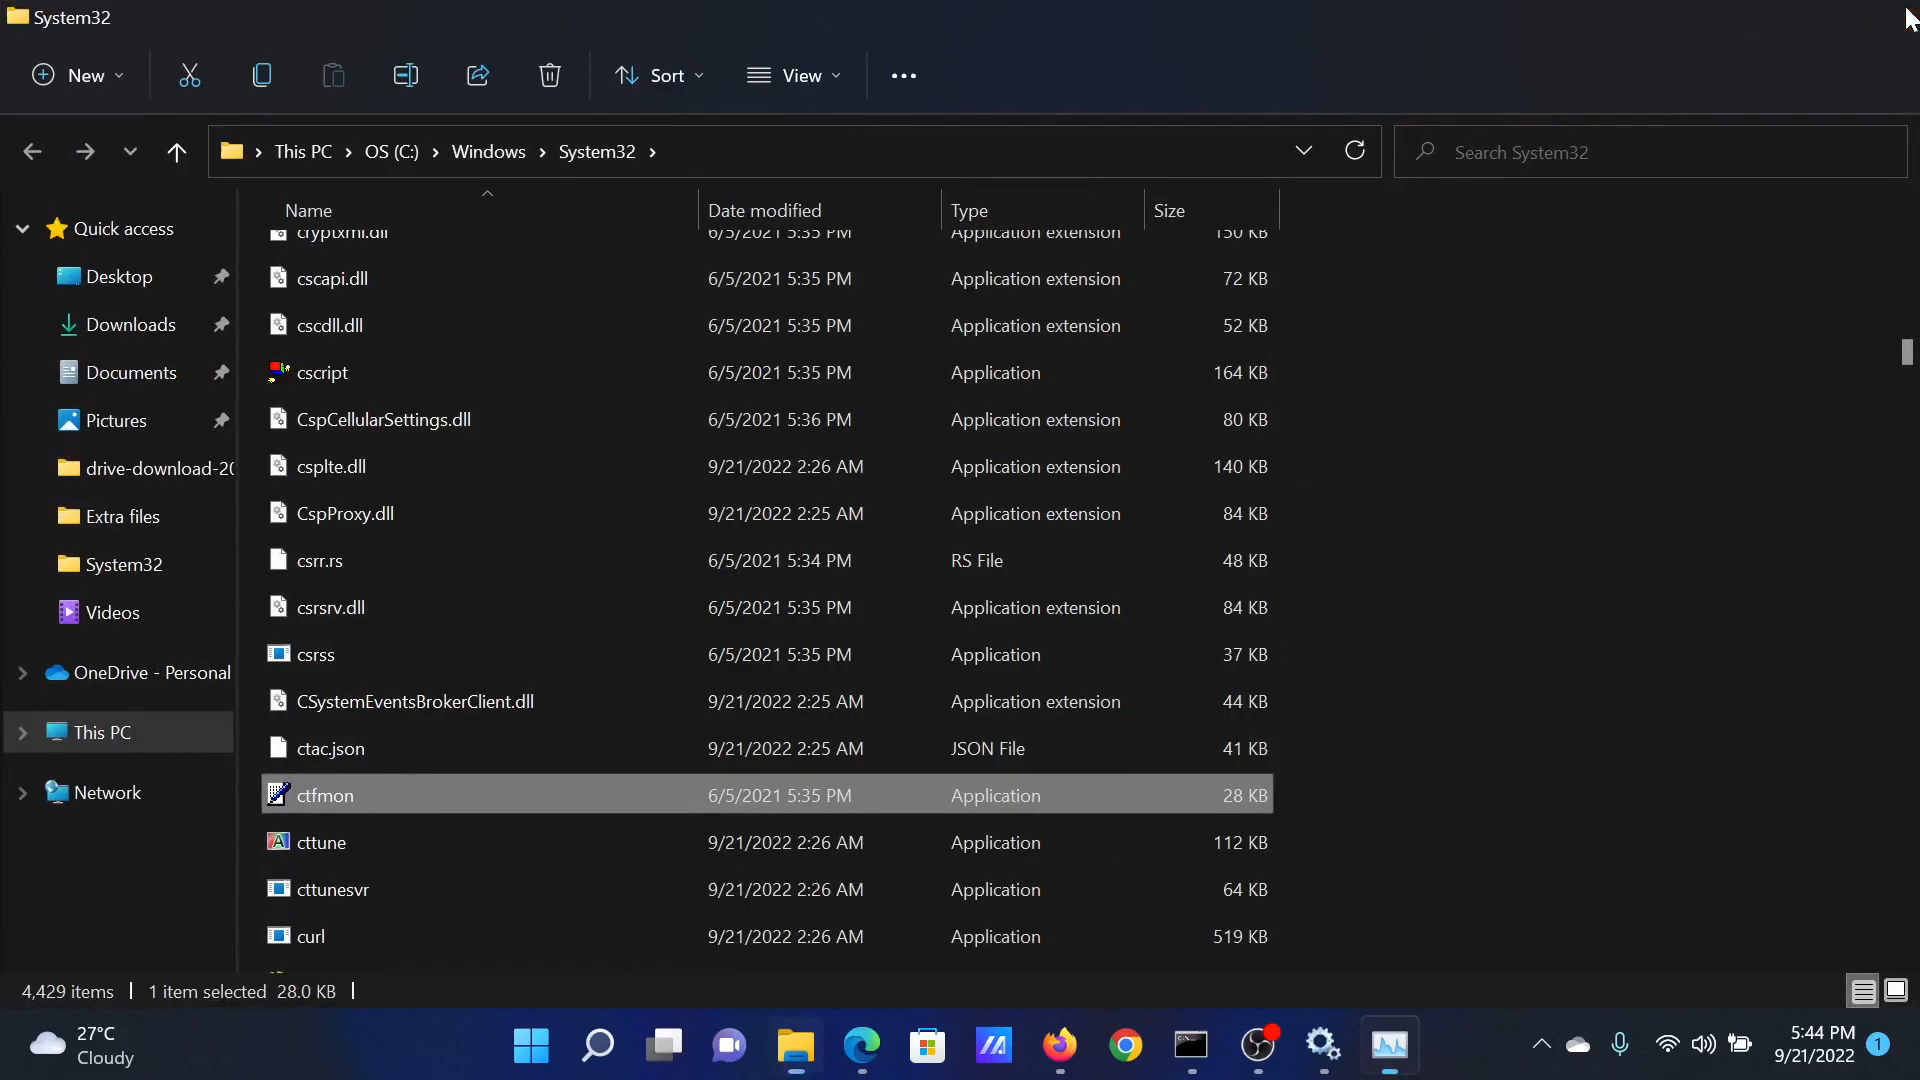 System32
New
Sort
View
This PC
OS (C:)
Windows
System32
Search System32
Name
Date modified
Type
Size
Quick access
Desktop
Downloads
Documents
Pictures
drive-download-20
Extra files
System32
Videos
OneDrive - Personal
This PC
Network
cryptxml.dll 6/5/2021 5:35 PM Application extension 150 KB
cscapi.dll 6/5/2021 5:35 PM Application extension 72 KB
cscdll.dll 6/5/2021 5:35 PM Application extension 52 KB
cscript 6/5/2021 5:35 PM Application 164 KB
CspCellularSettings.dll 6/5/2021 5:36 PM Application extension 80 KB
csplte.dll 9/21/2022 2:26 AM Application extension 140 KB
CspProxy.dll 9/21/2022 2:25 AM Application extension 84 KB
csrr.rs 6/5/2021 5:34 PM RS File 48 KB
csrsrv.dll 6/5/2021 5:35 PM Application extension 84 KB
csrss 6/5/2021 5:35 PM Application 37 KB
CSystemEventsBrokerClient.dll 9/21/2022 2:25 AM Application extension 44 KB
ctac.json 9/21/2022 2:25 AM JSON File 41 KB
ctfmon 6/5/2021 5:35 PM Application 28 KB
cttune 9/21/2022 2:26 AM Application 112 KB
cttunesvr 9/21/2022 2:26 AM Application 64 KB
curl 9/21/2022 2:26 AM Application 519 KB
4,429 items
1 item selected 28.0 KB
27°C
Cloudy
5:44 PM
9/21/2022
1